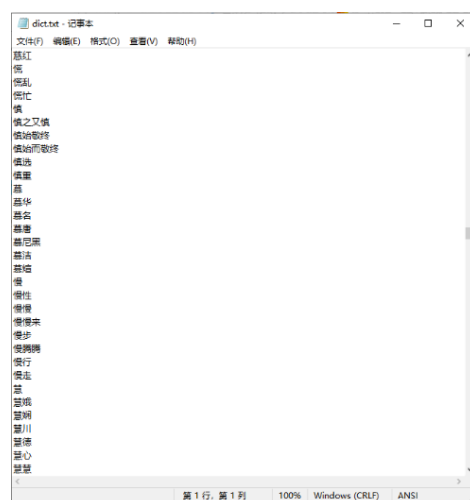 dict.txt - 记事本
文件(F) 编辑(E) 格式(O) 查看(V) 帮助(H)
慈红
慌
慌乱
慌忙
慎
慎之又慎
慎始敬终
慎始而敬终
慎选
慎重
慕
慕华
慕名
慕唐
慕尼黑
慕洁
慕煊
慢
慢性
慢慢
慢慢来
慢步
慢腾腾
慢行
慢走
慧
慧娥
慧娴
慧川
慧德
慧心
慧慧
第 1 行，第 1 列 100% Windows (CRLF) ANSI